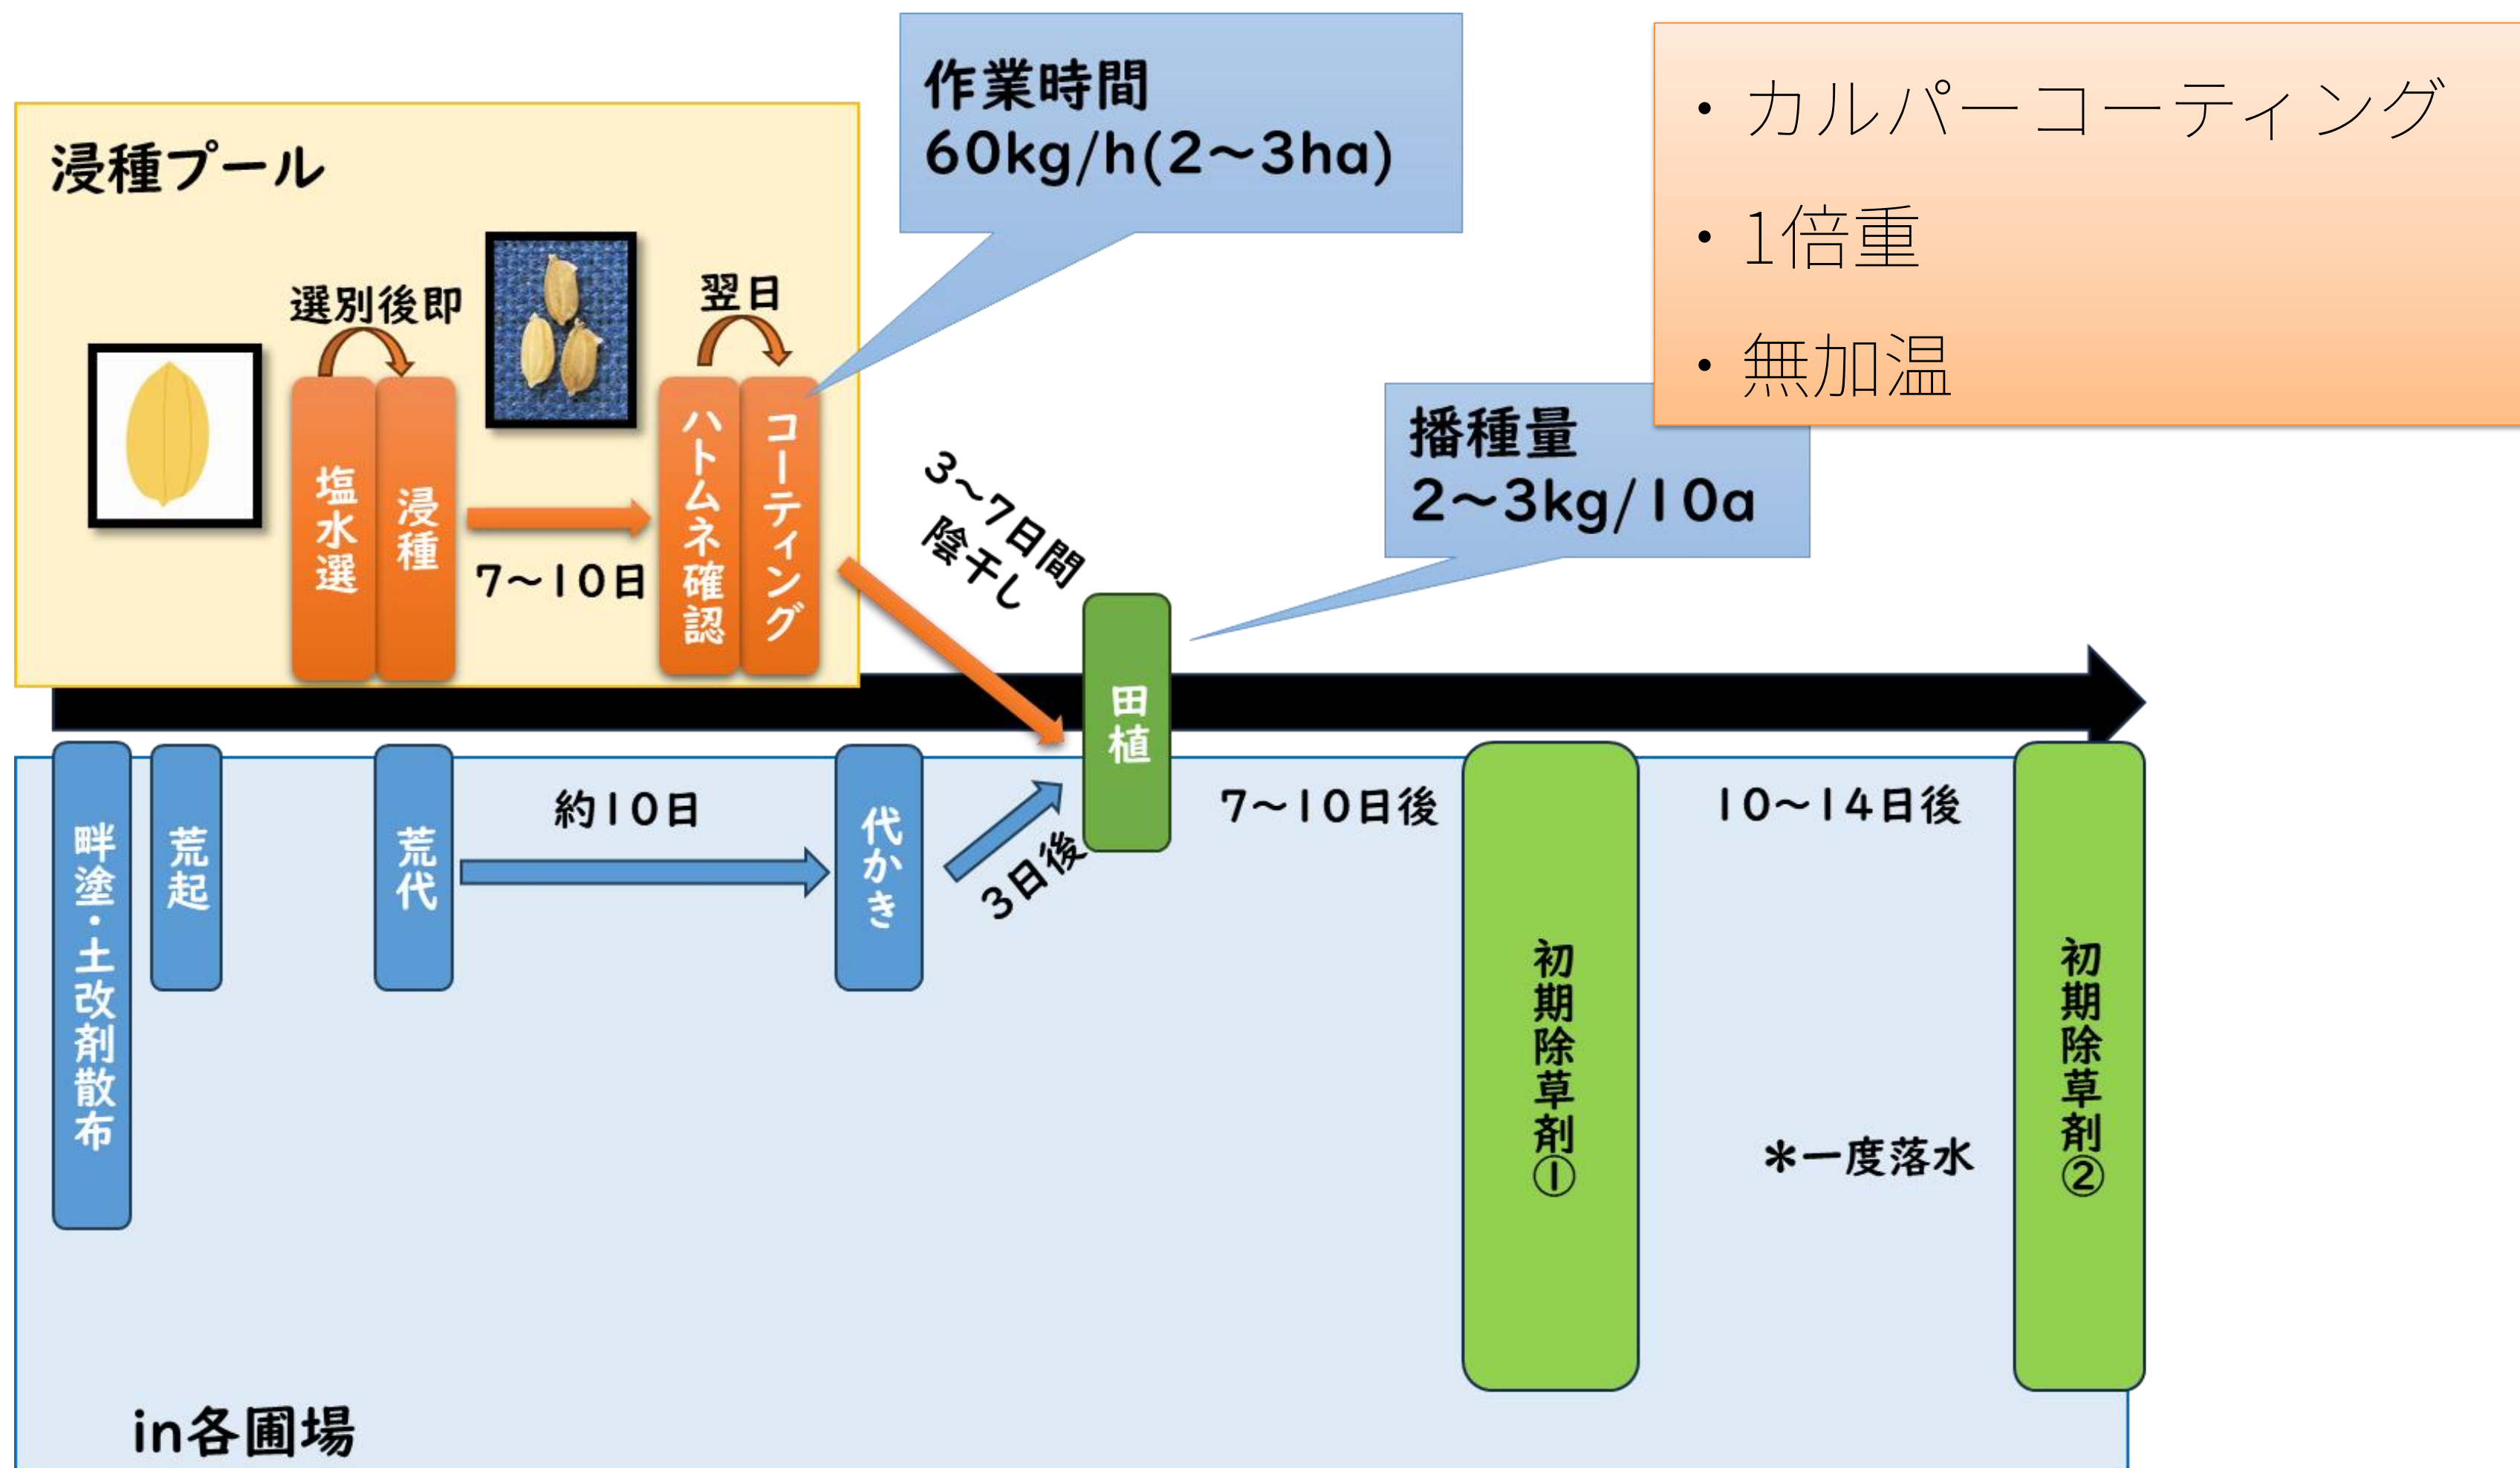 浸種プール
選別後即
塩水選
浸種
7～10日
翌日
ハトムネ確認
コーティング
作業時間
60kg/h(2～3ha)
・カルパーコーティング
・1倍重
・無加温
播種量
2～3kg/10a
3～7日間
陰干し
田植
畔塗・土改剤散布
荒起
荒代
約10日
代かき
3日後
7～10日後
初期除草剤①
10～14日後
＊一度落水
初期除草剤②
in各圃場